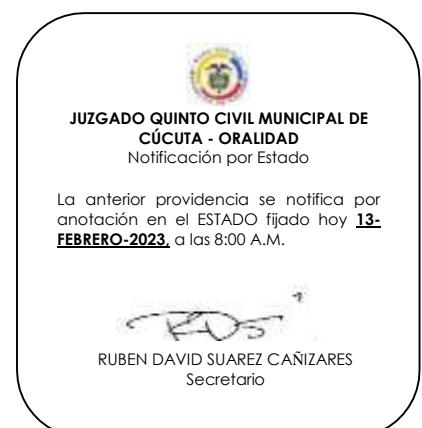 JUZGADO QUINTO CIVIL MUNICIPAL DE
CÚCUTA - ORALIDAD
Notificación por Estado
La anterior providencia se notifica por
anotación en el ESTADO fijado hoy 13-
FEBRERO-2023, a las 8:00 A.M.
RUBEN DAVID SUAREZ CAÑIZARES
Secretario